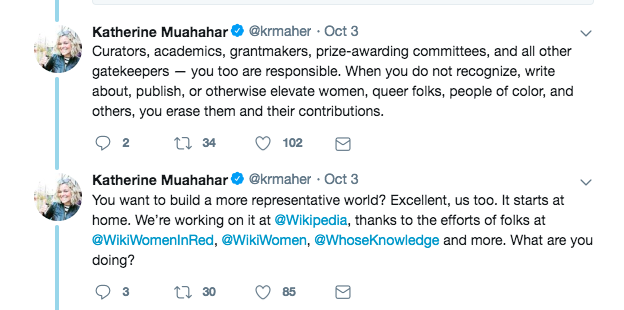 Katherine Muahahar @krmaher · Oct 3
Curators, academics, grantmakers, prize-awarding committees, and all other
gatekeepers — you too are responsible. When you do not recognize, write
about, publish, or otherwise elevate women, queer folks, people of color, and
others, you erase them and their contributions.
2 34 102
Katherine Muahahar @krmaher · Oct 3
You want to build a more representative world? Excellent, us too. It starts at
home. We’re working on it at @Wikipedia, thanks to the efforts of folks at
@WikiWomenInRed, @WikiWomen, @WhoseKnowledge and more. What are you
doing?
3 30 85